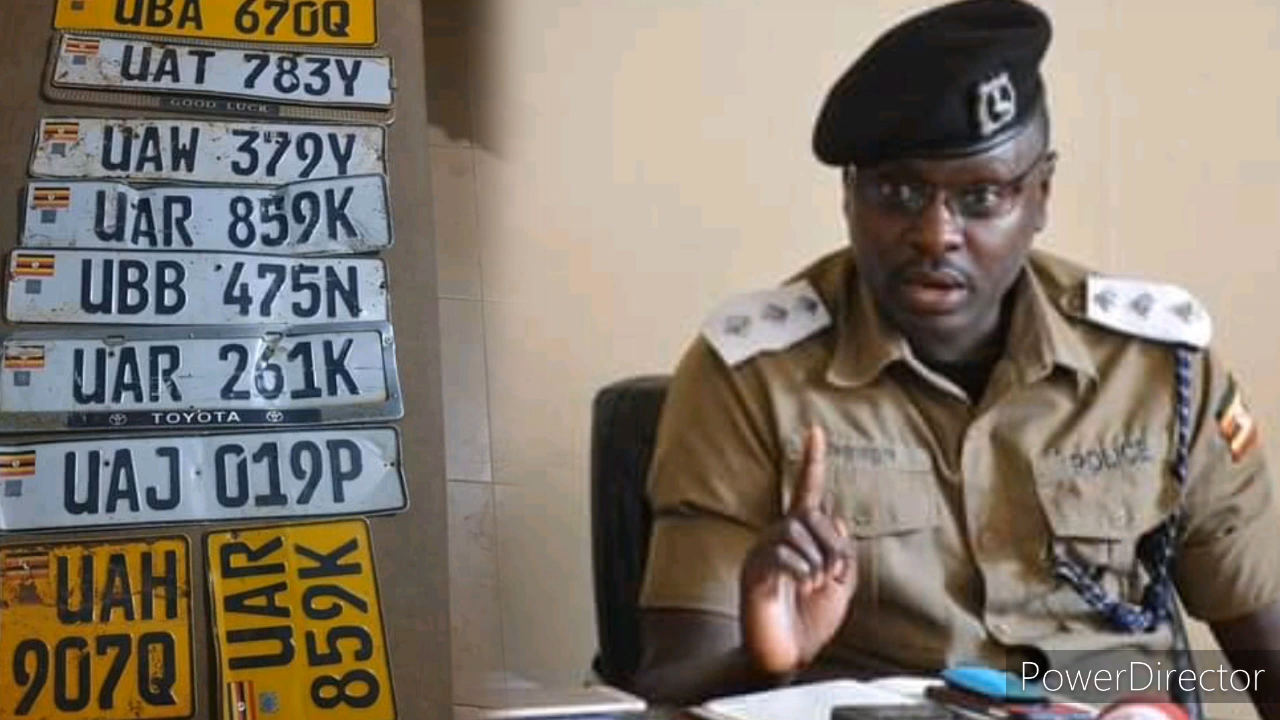 UBA 670Q
UAT 783Y
GOOD LUCK
UAW 379Y
UAR 859K
UBB 475N
UAR 261K
TOYOTA
UAJ 019P
UAH
907Q
UAR
859K
POLICE
PowerDirector